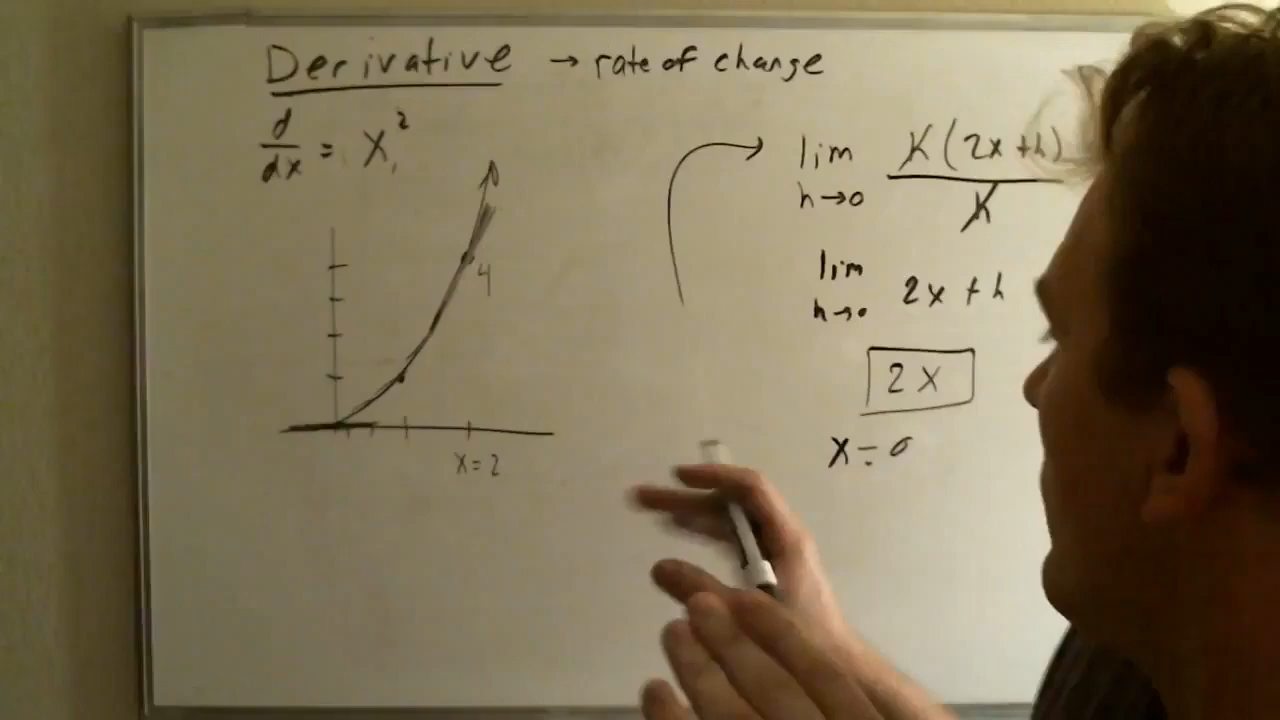 Derivative → rate of change
d/dx = x²
4
x=2
lim h→0 h(2x+h)/h
lim h→0 2x+h
2x
x=0